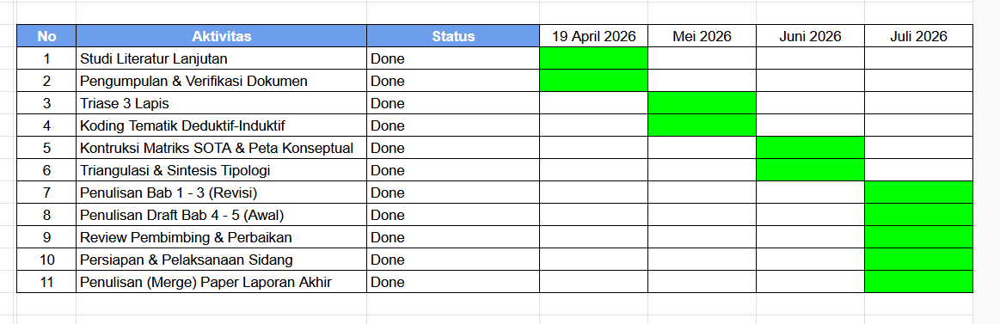 No Aktivitas Status 19 April 2026 Mei 2026 Juni 2026 Juli 2026
1 Studi Literatur Lanjutan Done
2 Pengumpulan & Verifikasi Dokumen Done
3 Triase 3 Lapis Done
4 Koding Tematik Deduktif-Induktif Done
5 Kontruksi Matriks SOTA & Peta Konseptual Done
6 Triangulasi & Sintesis Tipologi Done
7 Penulisan Bab 1 - 3 (Revisi) Done
8 Penulisan Draft Bab 4 - 5 (Awal) Done
9 Review Pembimbing & Perbaikan Done
10 Persiapan & Pelaksanaan Sidang Done
11 Penulisan (Merge) Paper Laporan Akhir Done